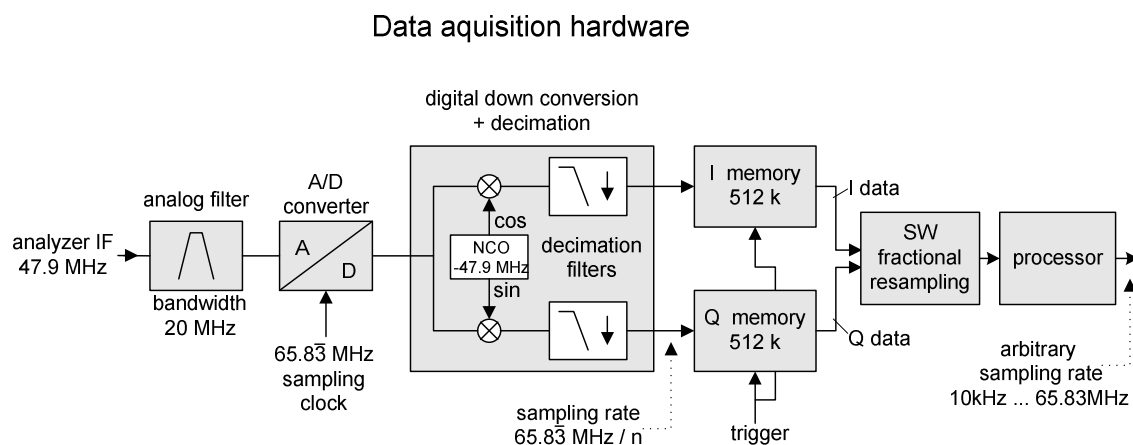 Data aquisition hardware
digital down conversion
+ decimation
analog filter
A/D
converter
analyzer IF
47.9 MHz
bandwidth
20 MHz
A
D
65.83̅ MHz
sampling
clock
cos
NCO
-47.9 MHz
sin
decimation
filters
I memory
512 k
Q memory
512 k
I data
Q data
SW
fractional
resampling
processor
sampling rate
65.83̅ MHz / n
trigger
arbitrary
sampling rate
10kHz ... 65.83MHz